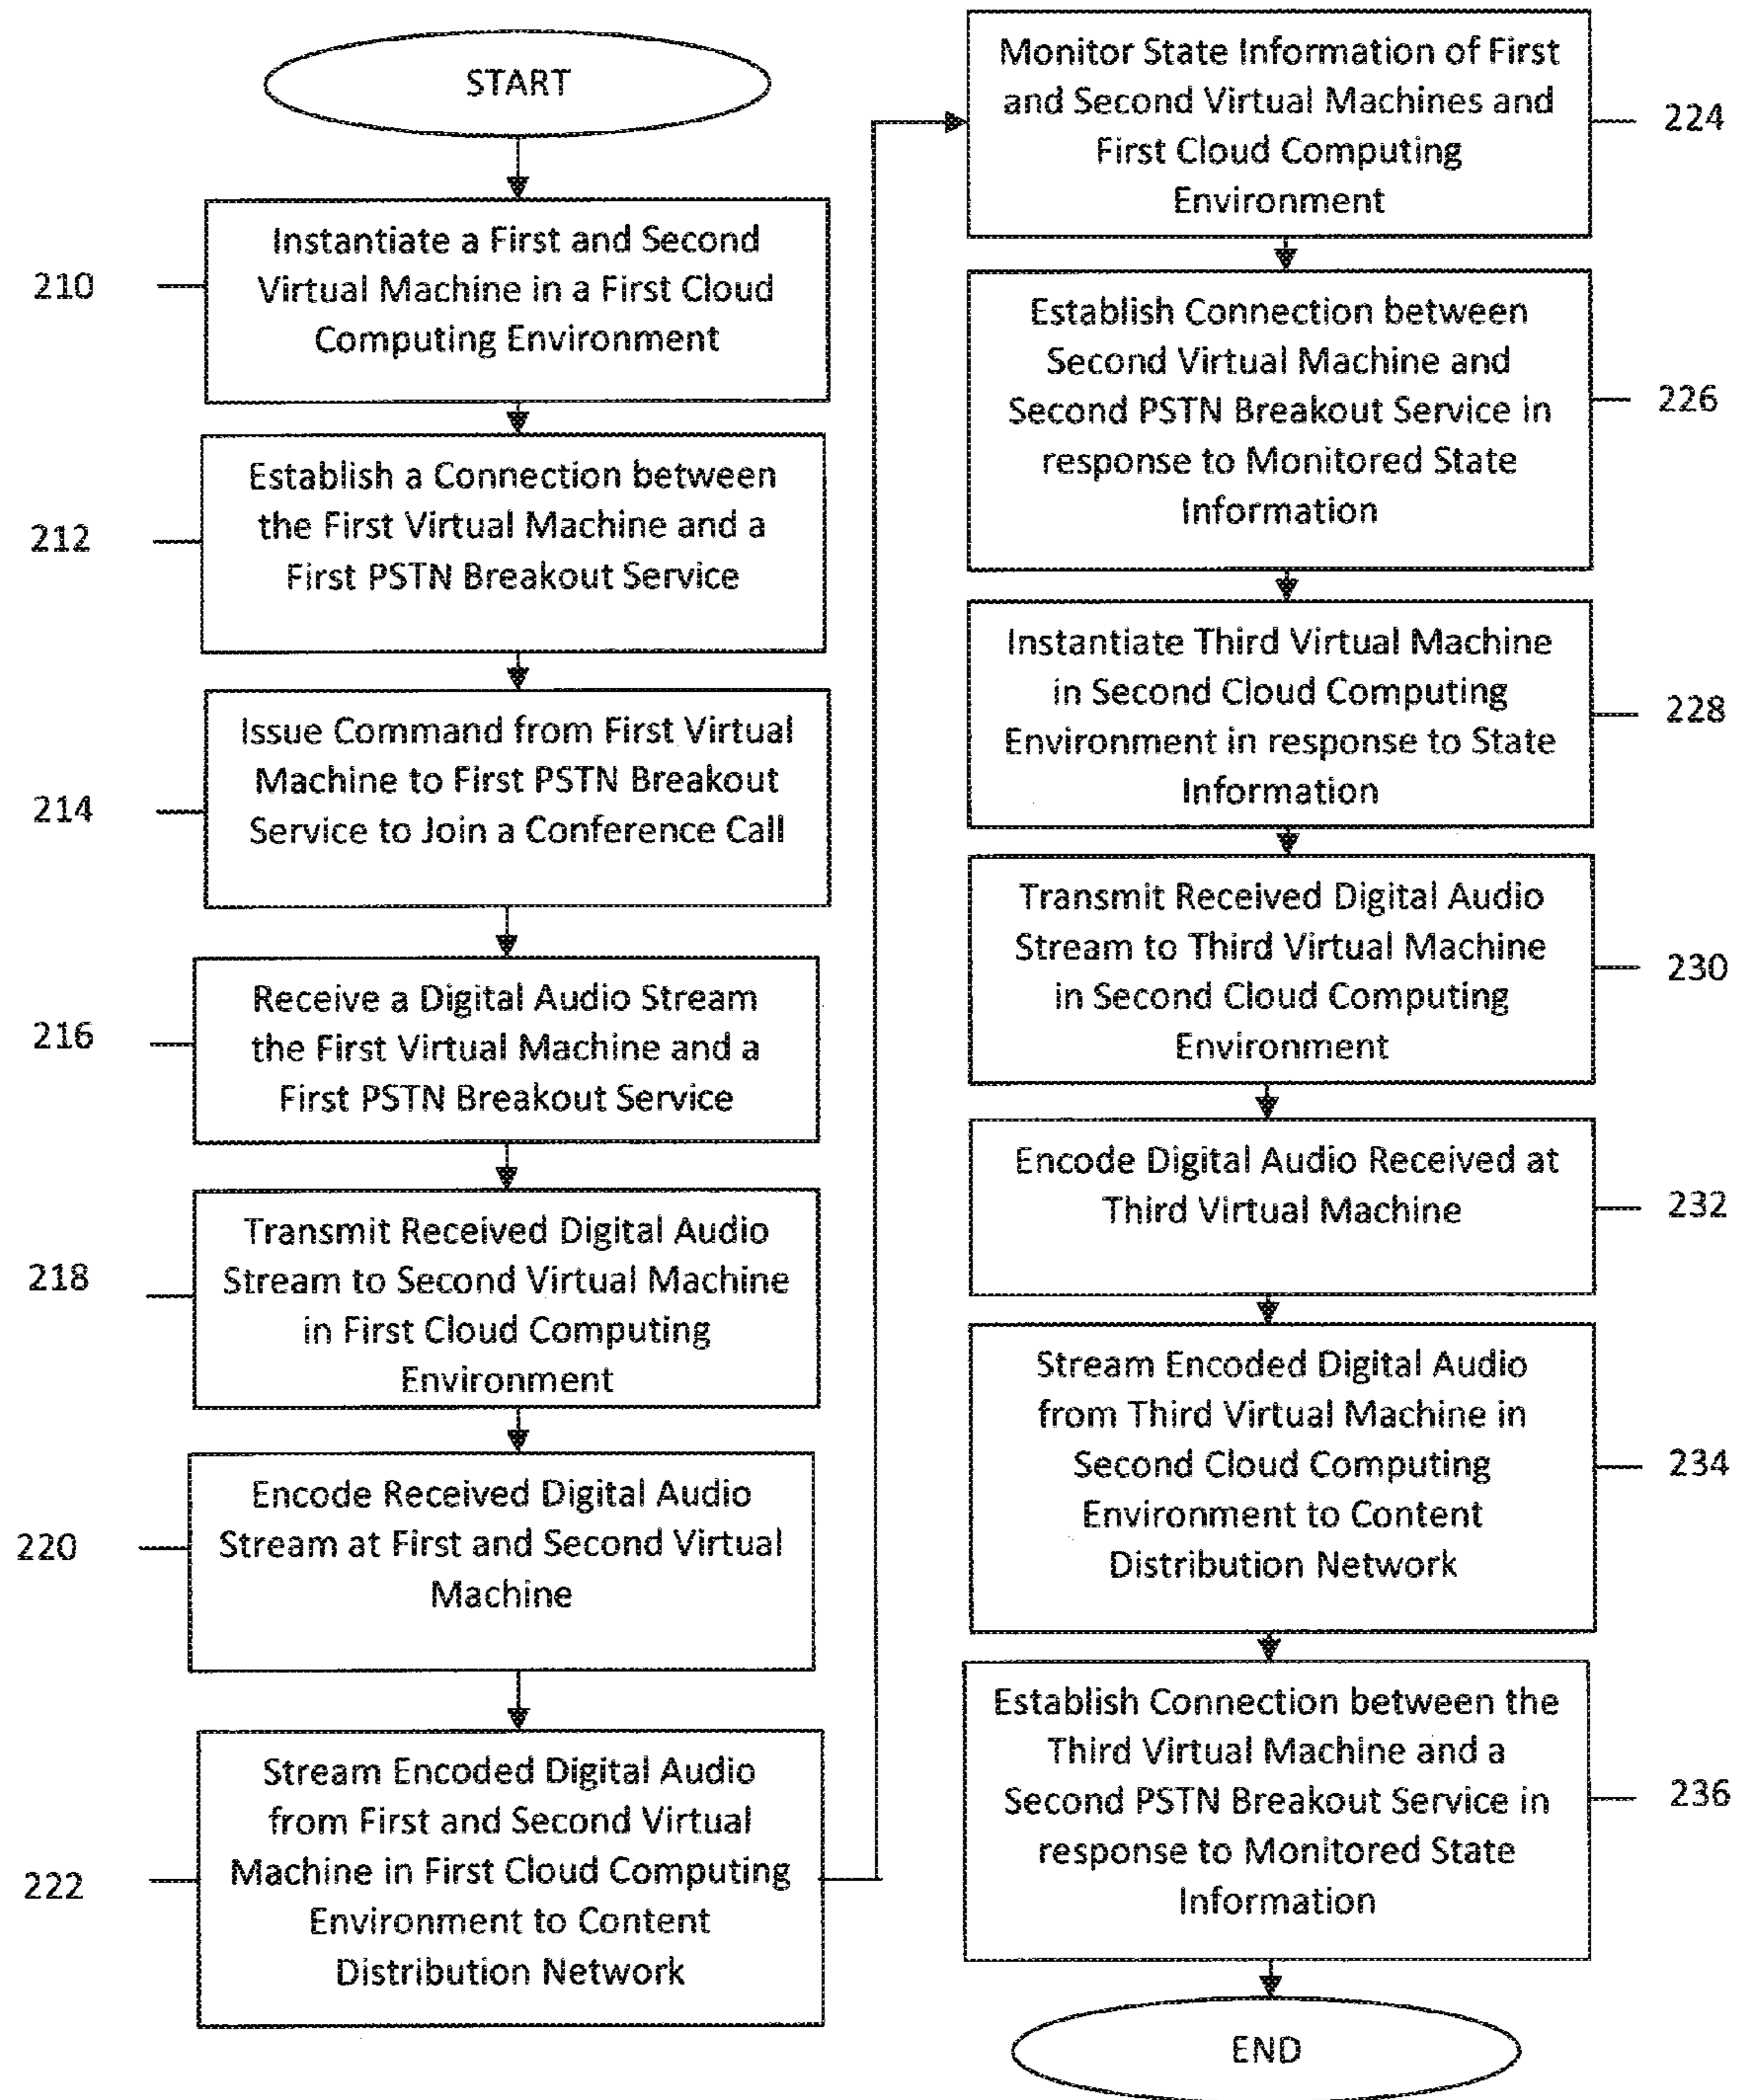 START
210
Instantiate a First and Second
Virtual Machine in a First Cloud
Computing Environment
212
Establish a Connection between
the First Virtual Machine and a
First PSTN Breakout Service
214
Issue Command from First Virtual
Machine to First PSTN Breakout
Service to Join a Conference Call
216
Receive a Digital Audio Stream
the First Virtual Machine and a
First PSTN Breakout Service
218
Transmit Received Digital Audio
Stream to Second Virtual Machine
in First Cloud Computing
Environment
220
Encode Received Digital Audio
Stream at First and Second Virtual
Machine
222
Stream Encoded Digital Audio
from First and Second Virtual
Machine in First Cloud Computing
Environment to Content
Distribution Network
Monitor State Information of First
and Second Virtual Machines and
First Cloud Computing
Environment
224
Establish Connection between
Second Virtual Machine and
Second PSTN Breakout Service in
response to Monitored State
Information
226
Instantiate Third Virtual Machine
in Second Cloud Computing
Environment in response to State
Information
228
Transmit Received Digital Audio
Stream to Third Virtual Machine
in Second Cloud Computing
Environment
230
Encode Digital Audio Received at
Third Virtual Machine
232
Stream Encoded Digital Audio
from Third Virtual Machine in
Second Cloud Computing
Environment to Content
Distribution Network
234
Establish Connection between the
Third Virtual Machine and a
Second PSTN Breakout Service in
response to Monitored State
Information
236
END